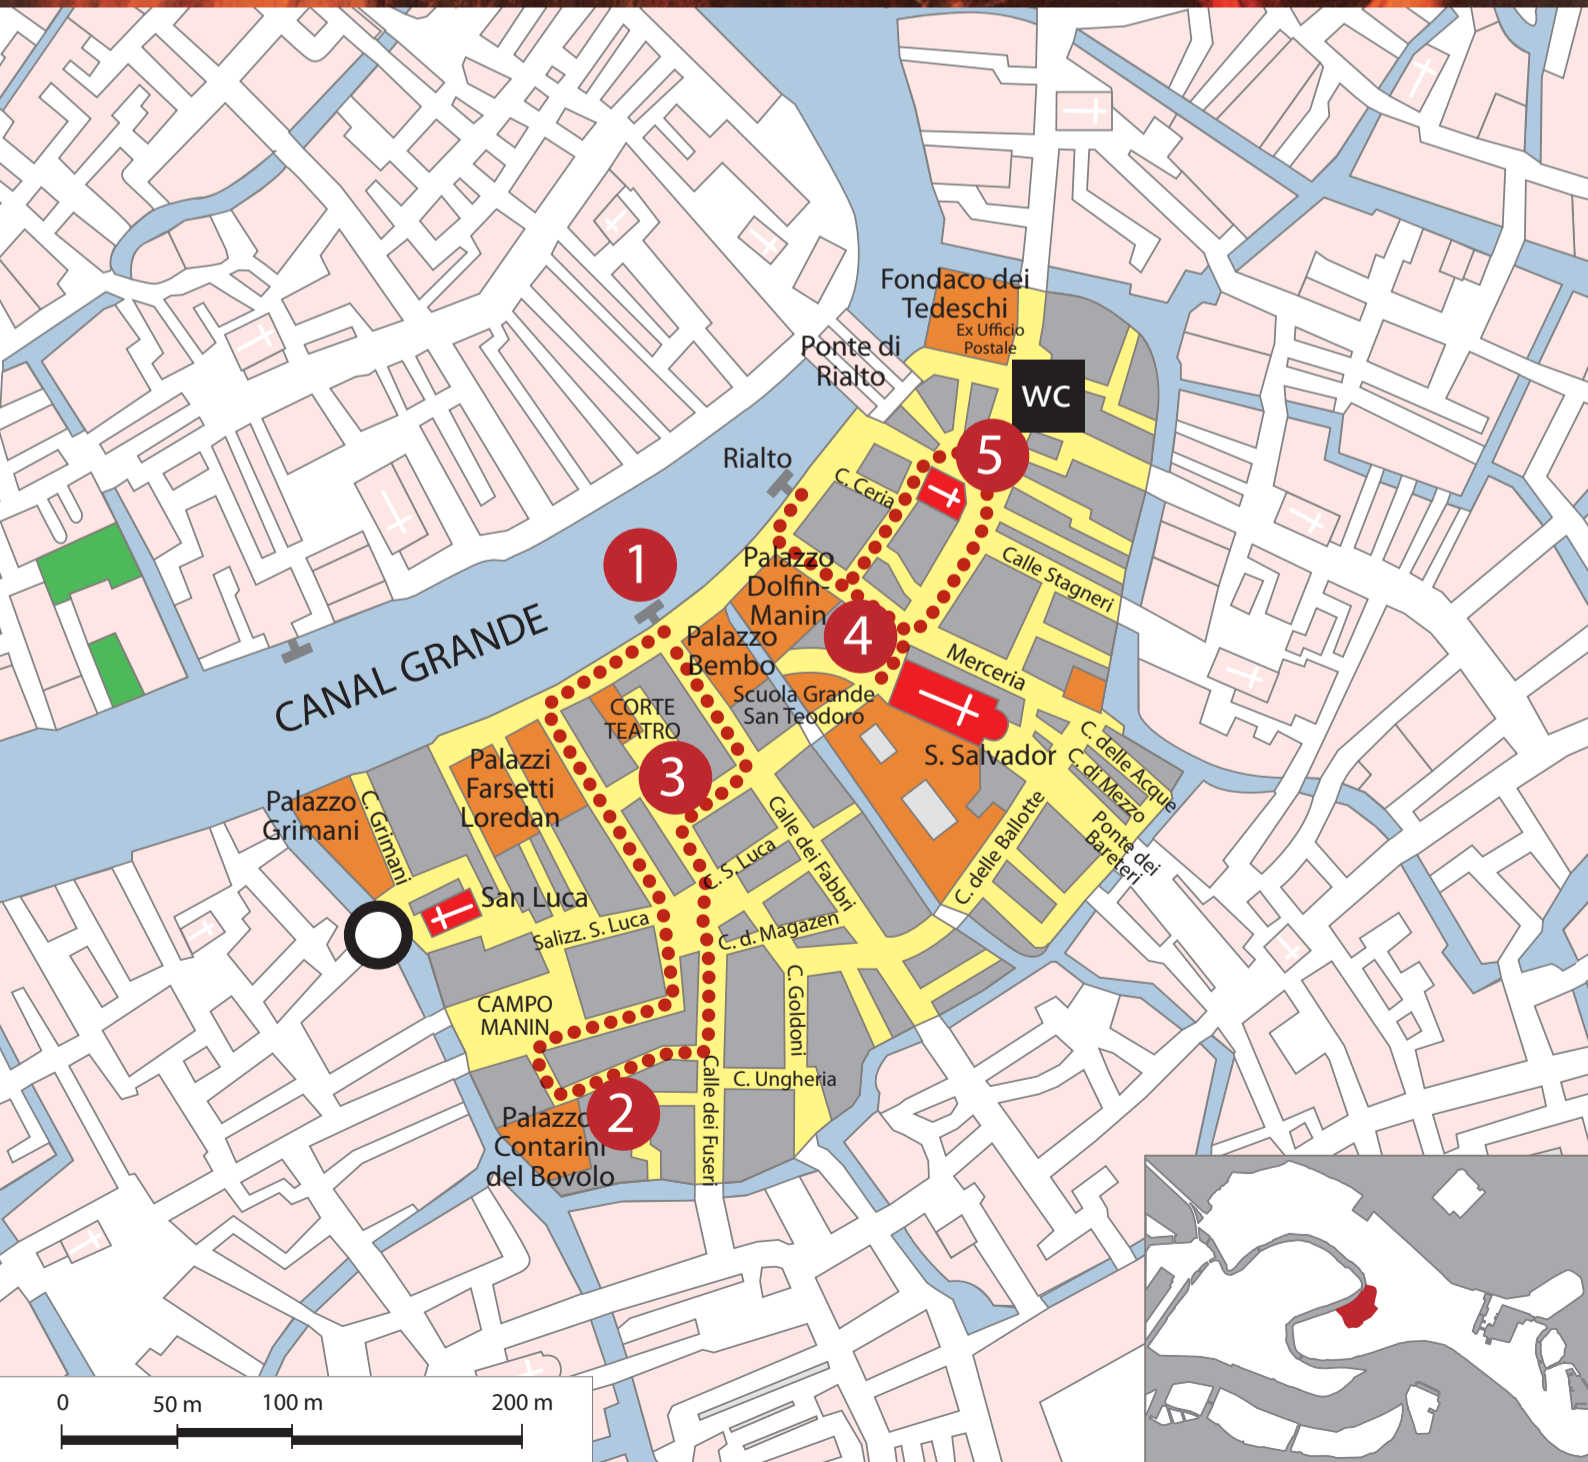 Fondaco dei
Tedeschi
Ex Ufficio
Postale
Ponte di
Rialto
WC
5
Rialto
C. Ceria
1
Palazzo
Dolfin-
Manin
Calle Stagneri
4
Palazzo
Bembo
Merceria
CANAL GRANDE
Scuola Grande
San Teodoro
CORTE
TEATRO
S. Salvador
C. delle Acque
C. di Mezzo
Ponte dei
Bareteri
3
Palazzi
Farsetti
Loredan
Palazzo
Grimani
C. Grimani
Calle dei Fabbri
C. delle Ballotte
C. S. Luca
San Luca
Salizz. S. Luca
C. d. Magazen
CAMPO
MANIN
C. Goldoni
C. Ungheria
Calle dei Fuseri
2
Palazzo
Contarini
del Bovolo
0
50 m
100 m
200 m